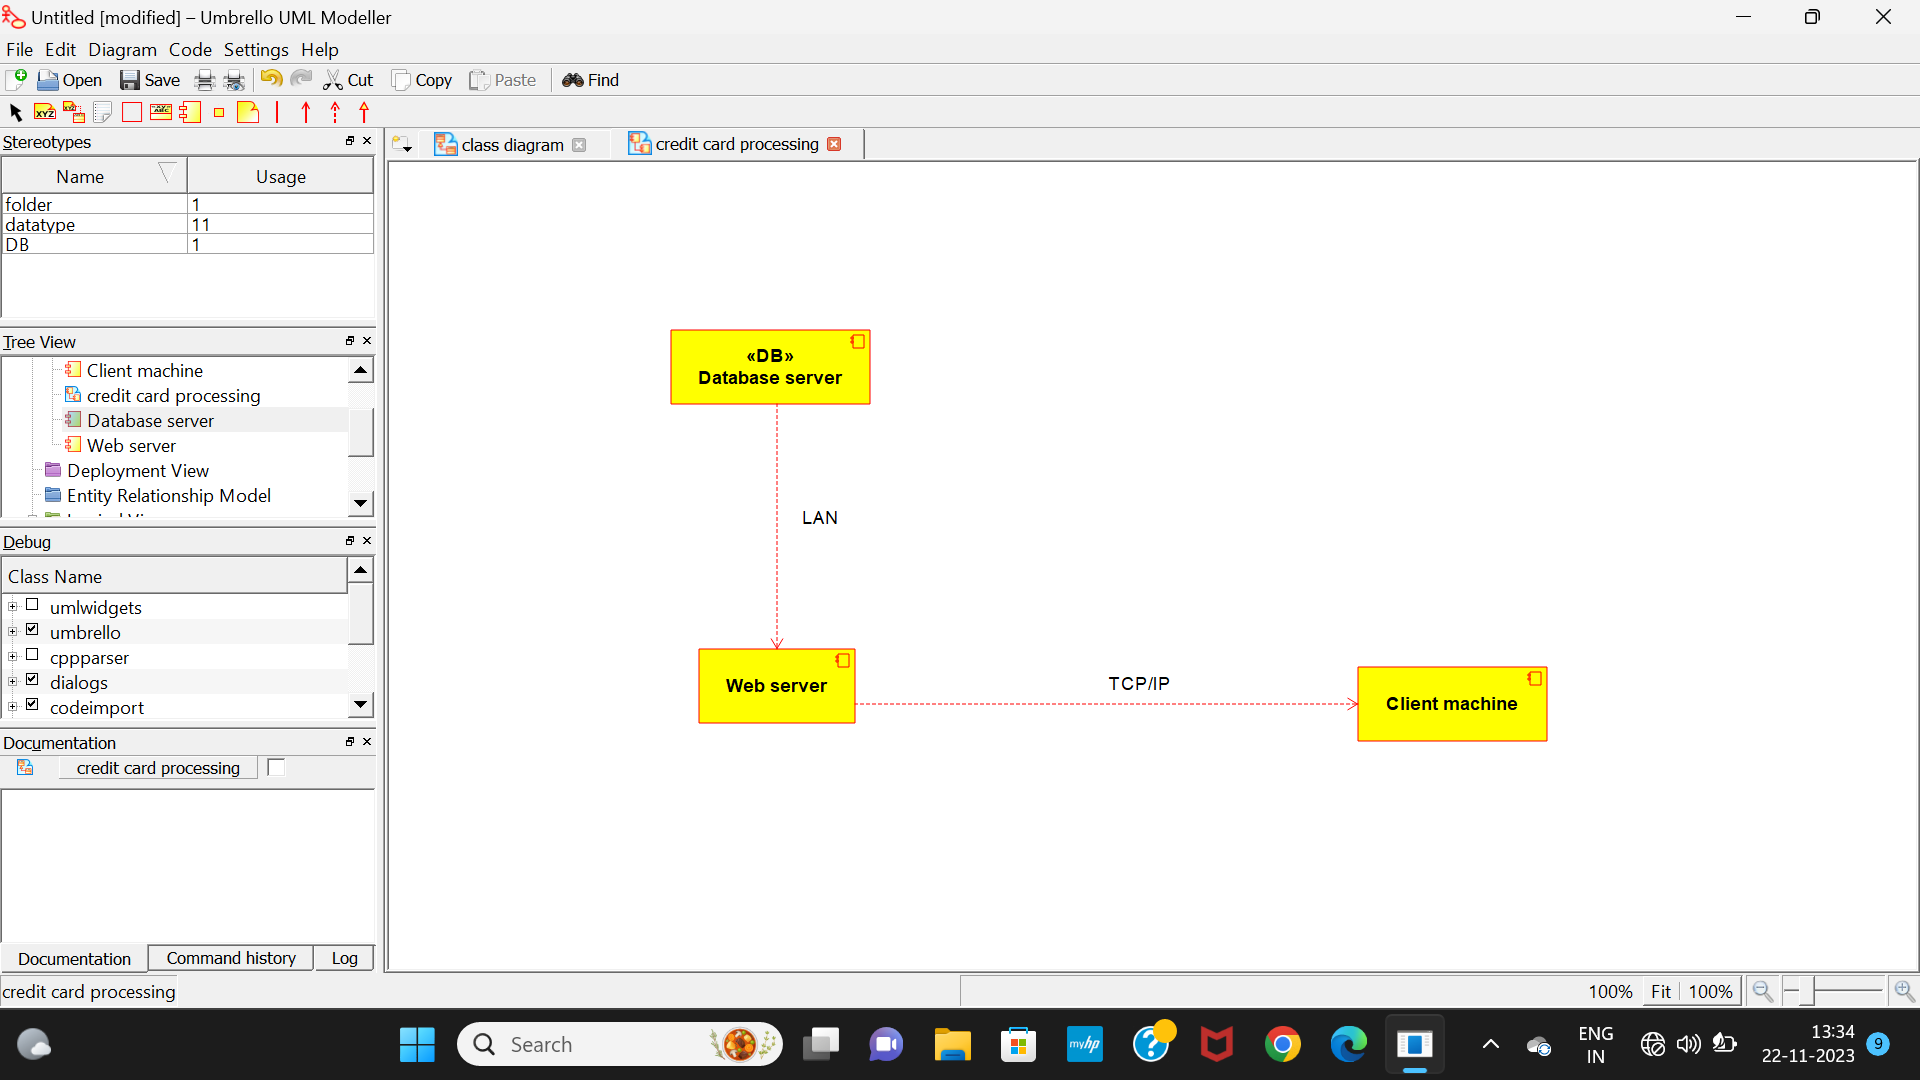 Untitled [modified] – Umbrello UML Modeller
File Edit Diagram Code Settings Help
Open Save Cut Copy Paste Find
XYZ
Stereotypes
class diagram
credit card processing
Name Usage
folder 1
datatype 11
DB 1
Tree View
Client machine
credit card processing
Database server
Web server
Deployment View
Entity Relationship Model
Debug
Class Name
umlwidgets
umbrello
cppparser
dialogs
codeimport
Documentation
credit card processing
Documentation Command history Log
credit card processing
«DB»
Database server
LAN
Web server
TCP/IP
Client machine
100% Fit 100%
Search
myhp
ENG
IN
13:34
22-11-2023
9